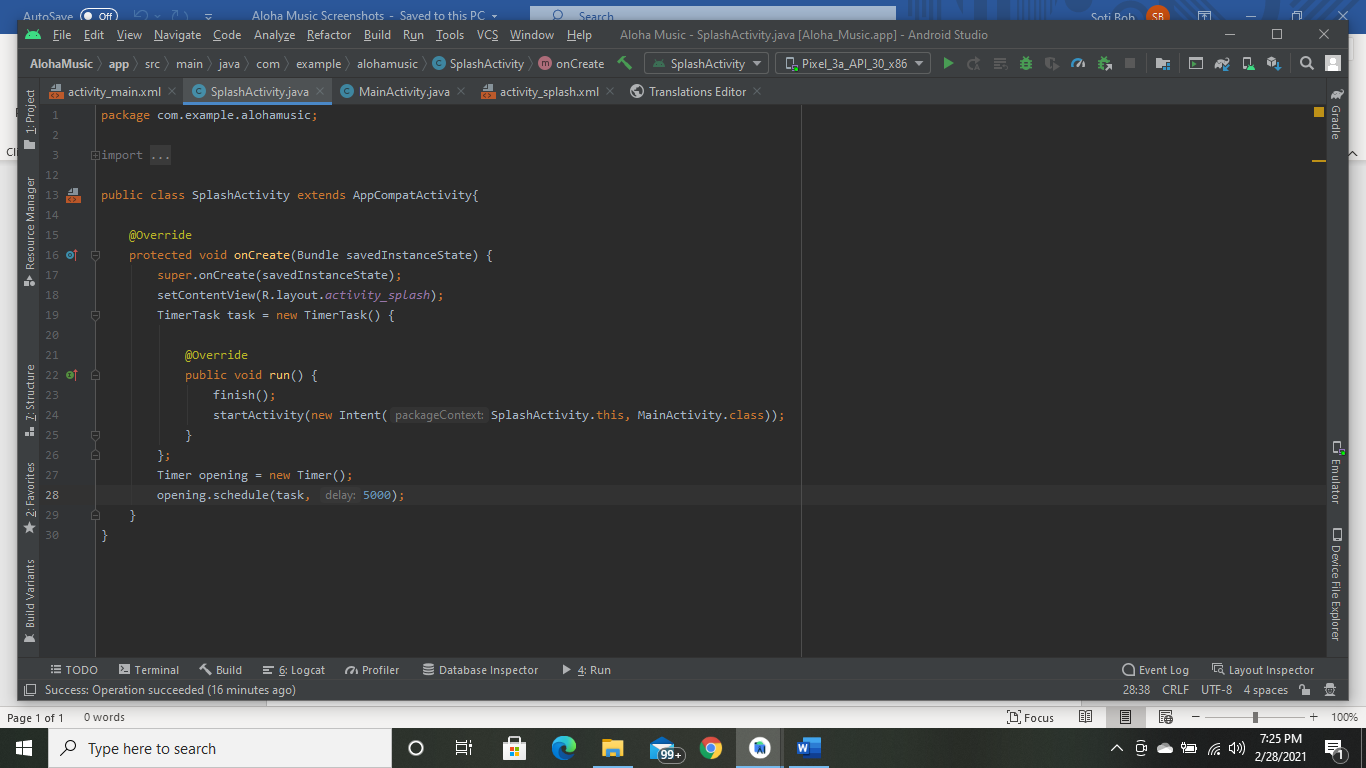 AutoSave Off Aloha Music Screenshots - Saved to this PC Search Soti Bob SB
File Edit View Navigate Code Analyze Refactor Build Run Tools VCS Window Help Aloha Music - SplashActivity.java [Aloha_Music.app] - Android Studio
AlohaMusic app src main java com example alohamusic SplashActivity onCreate SplashActivity Pixel_3a_API_30_x86
activity_main.xml SplashActivity.java MainActivity.java activity_splash.xml Translations Editor
1: Project
Resource Manager
7: Structure
2: Favorites
Build Variants
1 package com.example.alohamusic;
2
3 import ...
12
13 public class SplashActivity extends AppCompatActivity{
14
15 @Override
16 protected void onCreate(Bundle savedInstanceState) {
17 super.onCreate(savedInstanceState);
18 setContentView(R.layout.activity_splash);
19 TimerTask task = new TimerTask() {
20
21 @Override
22 public void run() {
23 finish();
24 startActivity(new Intent( packageContext: SplashActivity.this, MainActivity.class));
25 }
26 };
27 Timer opening = new Timer();
28 opening.schedule(task, delay: 5000);
29 }
30 }
Gradle
Emulator
Device File Explorer
TODO Terminal Build 6: Logcat Profiler Database Inspector 4: Run Event Log Layout Inspector
Success: Operation succeeded (16 minutes ago) 28:38 CRLF UTF-8 4 spaces
Page 1 of 1 0 words Focus 100%
Type here to search 99+ 7:25 PM
2/28/2021 1